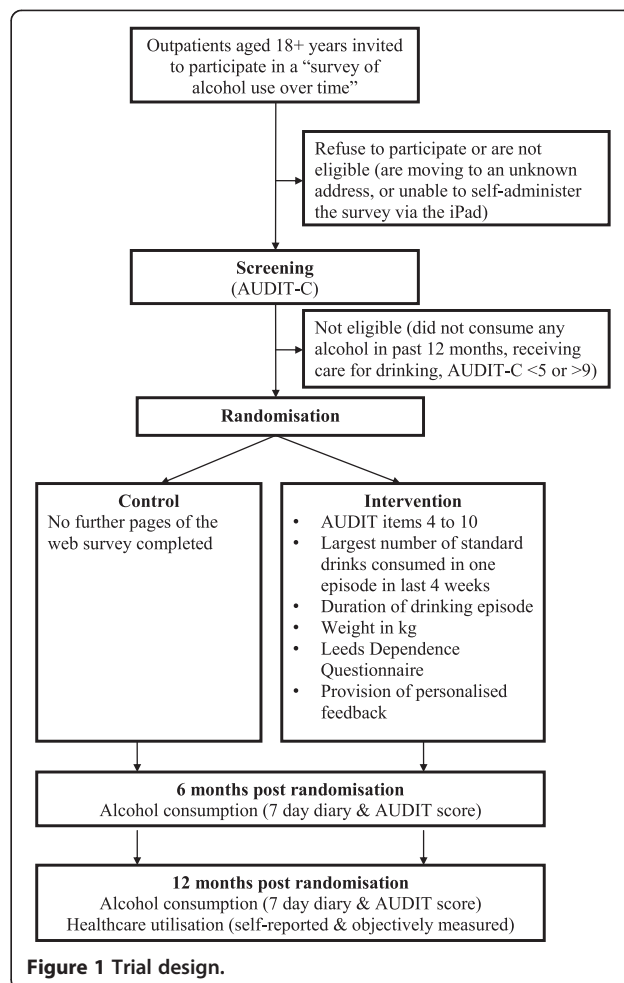 Outpatients aged 18+ years invited
to participate in a “survey of
alcohol use over time”
Refuse to participate or are not
eligible (are moving to an unknown
address, or unable to self-administer
the survey via the iPad)
Screening
(AUDIT-C)
Not eligible (did not consume any
alcohol in past 12 months, receiving
care for drinking, AUDIT-C <5 or >9)
Randomisation
Control
No further pages of the
web survey completed
Intervention
• AUDIT items 4 to 10
• Largest number of standard
drinks consumed in one
episode in last 4 weeks
• Duration of drinking episode
• Weight in kg
• Leeds Dependence
Questionnaire
• Provision of personalised
feedback
6 months post randomisation
Alcohol consumption (7 day diary & AUDIT score)
12 months post randomisation
Alcohol consumption (7 day diary & AUDIT score)
Healthcare utilisation (self-reported & objectively measured)
Figure 1 Trial design.